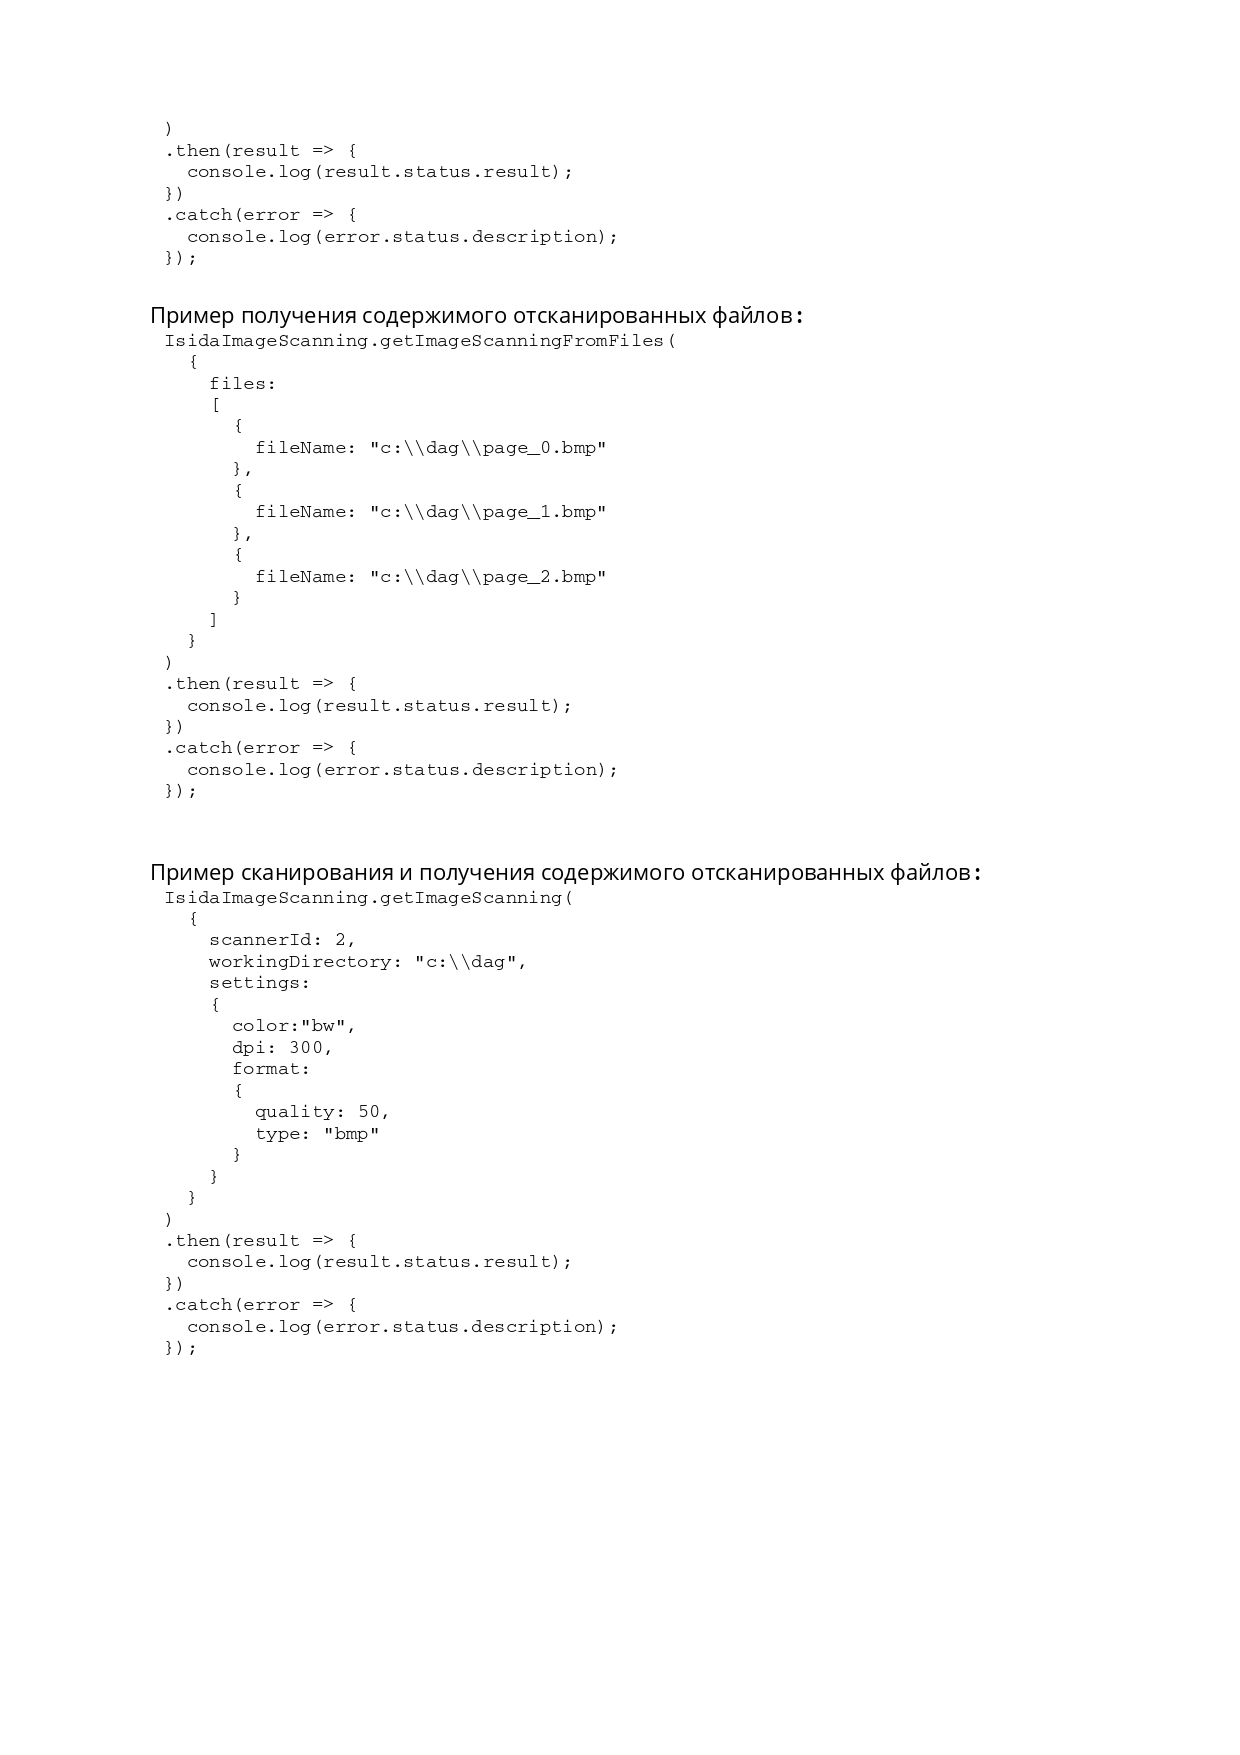 )
.then(result => {
  console.log(result.status.result);
})
.catch(error => {
  console.log(error.status.description);
});
Пример получения содержимого отсканированных файлов:
IsidaImageScanning.getImageScanningFromFiles(
  {
    files:
    [
      {
        fileName: "c:\\dag\\page_0.bmp"
      },
      {
        fileName: "c:\\dag\\page_1.bmp"
      },
      {
        fileName: "c:\\dag\\page_2.bmp"
      }
    ]
  }
)
.then(result => {
  console.log(result.status.result);
})
.catch(error => {
  console.log(error.status.description);
});
Пример сканирования и получения содержимого отсканированных файлов:
IsidaImageScanning.getImageScanning(
  {
    scannerId: 2,
    workingDirectory: "c:\\dag",
    settings:
    {
      color:"bw",
      dpi: 300,
      format:
      {
        quality: 50,
        type: "bmp"
      }
    }
  }
)
.then(result => {
  console.log(result.status.result);
})
.catch(error => {
  console.log(error.status.description);
});